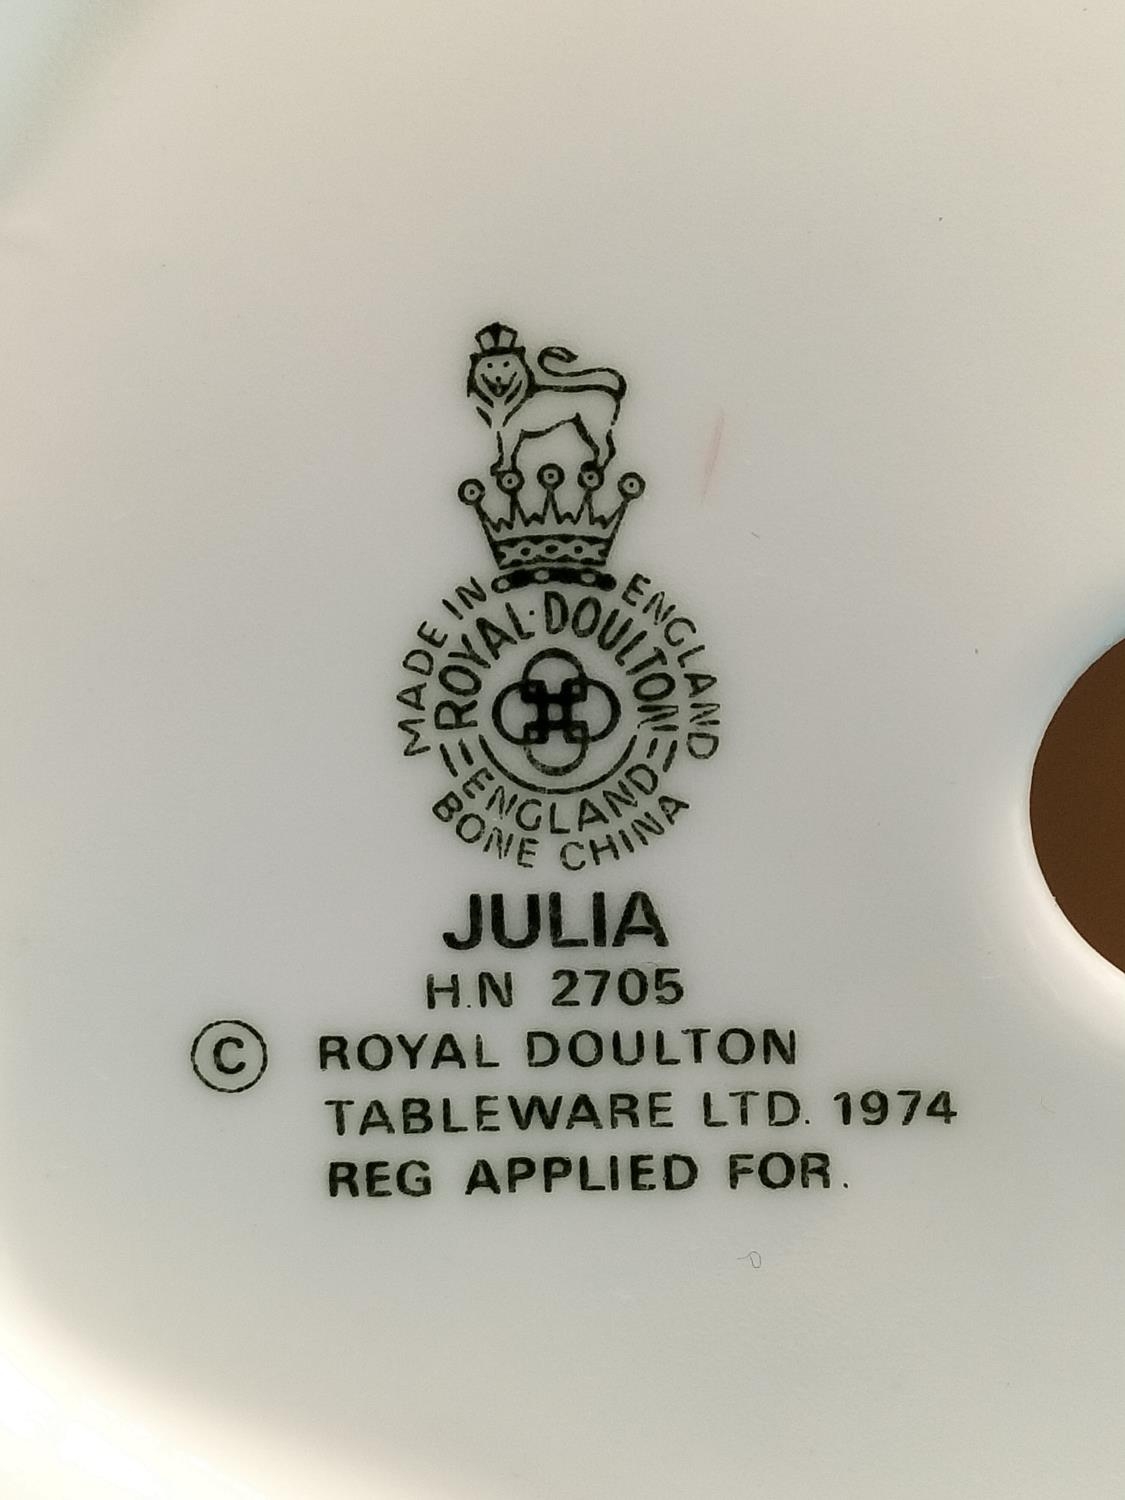 MADE IN ENGLAND
ROYAL·DOULTON
ENGLAND
BONE CHINA
JULIA
H.N 2705
© ROYAL DOULTON
TABLEWARE LTD. 1974
REG APPLIED FOR.